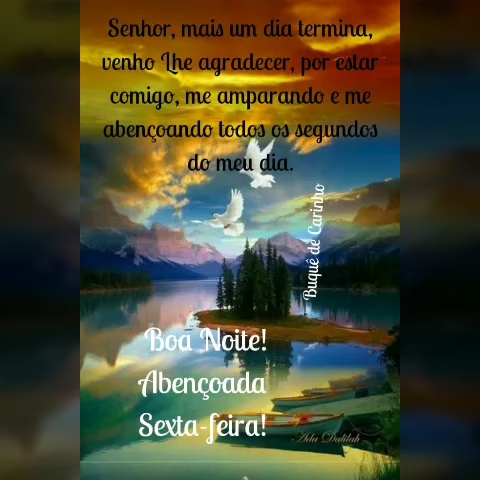 Senhor, mais um dia termina,
venho Lhe agradecer, por estar
comigo, me amparando e me
abençoando todos os segundos
do meu dia.
Buquê de Carinho
Boa Noite!
Abençoada
Sexta-feira!
Ada Dalilah